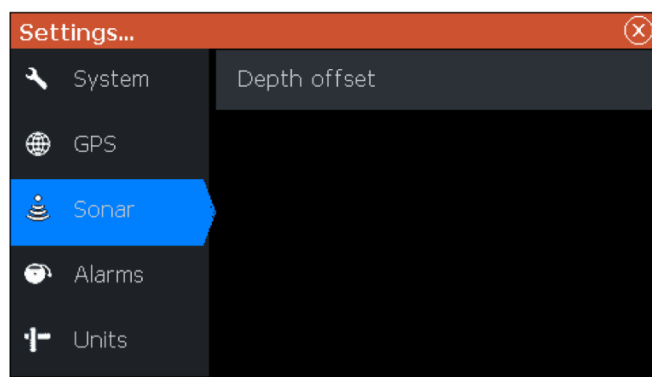 Settings...
System
Depth offset
GPS
Sonar
Alarms
Units